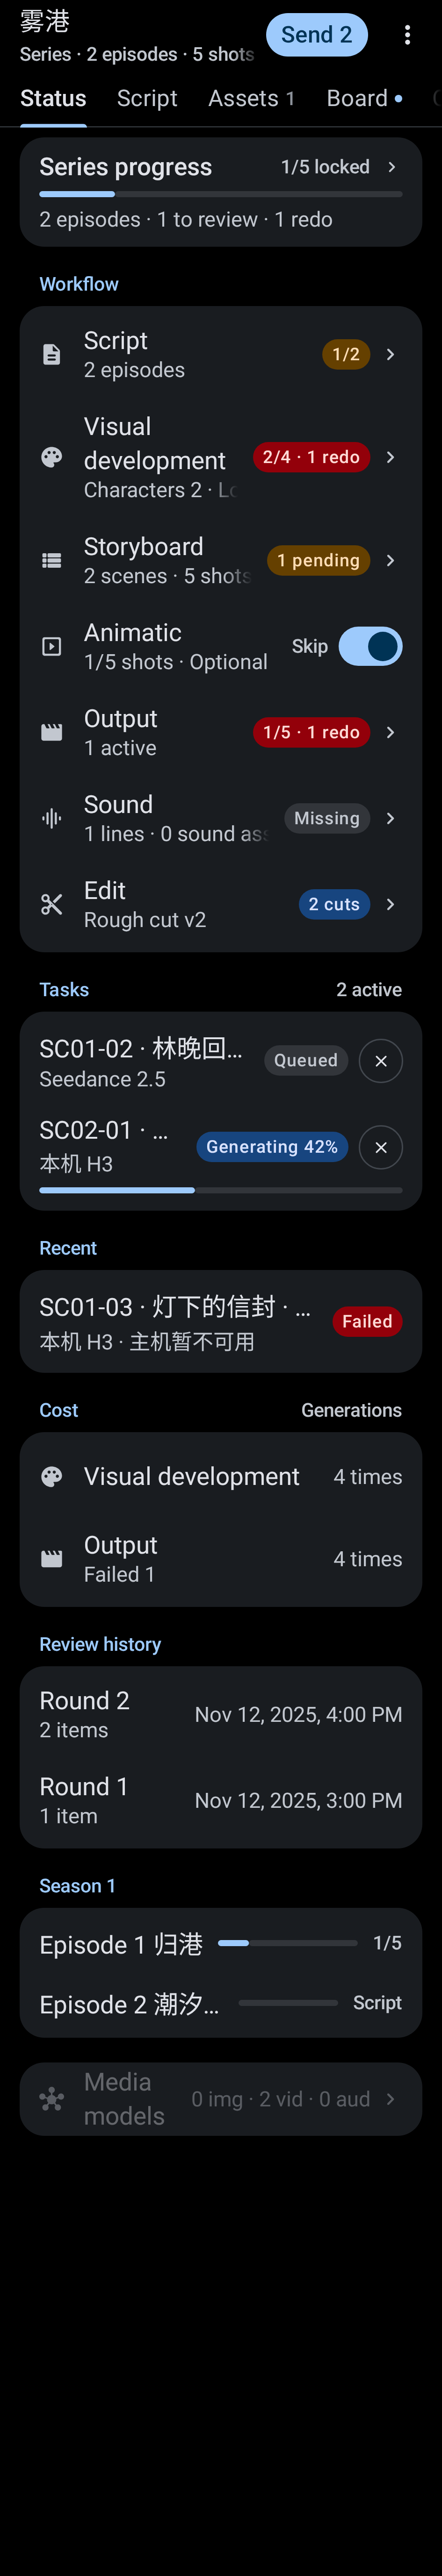 雾港
Series · 2 episodes · 5 shots
Send 2
Status
Script
Assets 1
Board
Series progress
1/5 locked
2 episodes · 1 to review · 1 redo
Workflow
Script
2 episodes
1/2
Visual
development
Characters 2 ·
2/4 · 1 redo
Storyboard
2 scenes · 5 shots
1 pending
Animatic
1/5 shots · Optional
Skip
Output
1 active
1/5 · 1 redo
Sound
1 lines · 0 sound
Missing
Edit
Rough cut v2
2 cuts
Tasks
2 active
SC01-02 · 林晚回...
Seedance 2.5
Queued
SC02-01 · ...
本机 H3
Generating 42%
Recent
SC01-03 · 灯下的信封 · ...
本机 H3 · 主机暂不可用
Failed
Cost
Generations
Visual development
4 times
Output
Failed 1
4 times
Review history
Round 2
2 items
Nov 12, 2025, 4:00 PM
Round 1
1 item
Nov 12, 2025, 3:00 PM
Season 1
Episode 1 归港
1/5
Episode 2 潮汐...
Script
Media
models
0 img · 2 vid · 0 aud